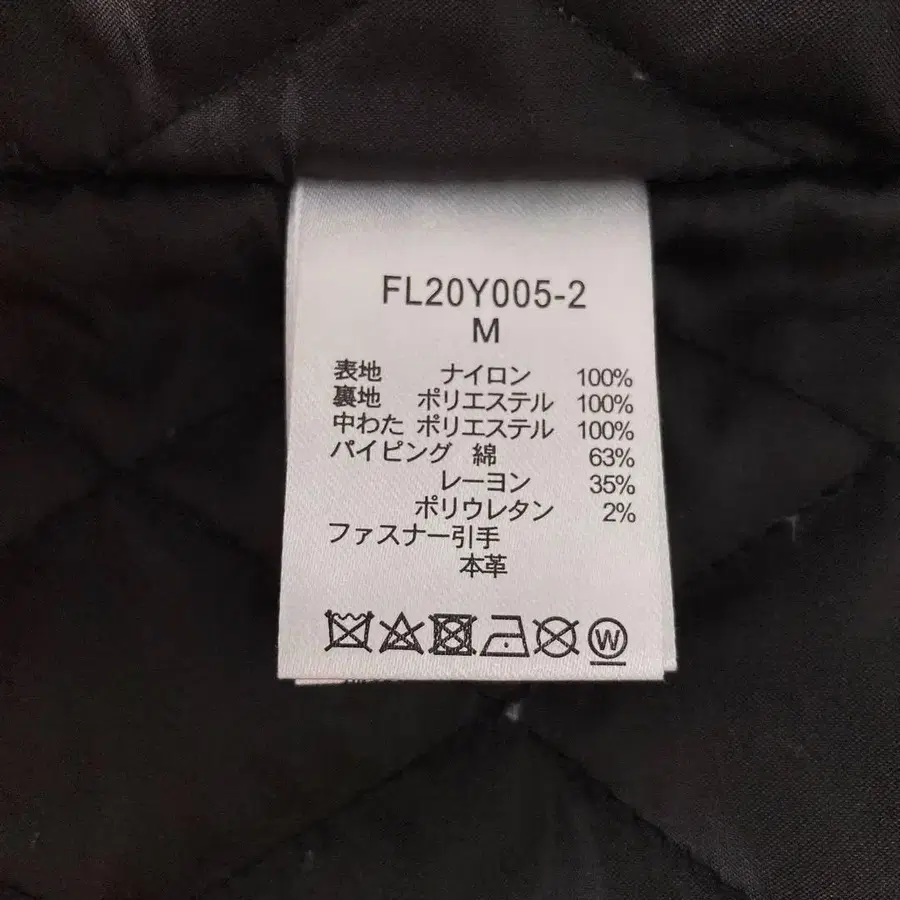 FL20Y005-2
M
表地 ナイロン 100%
裏地 ポリエステル 100%
中わた ポリエステル 100%
パイピング 綿 63%
レーヨン 35%
ポリウレタン 2%
ファスナー引手
本革
W